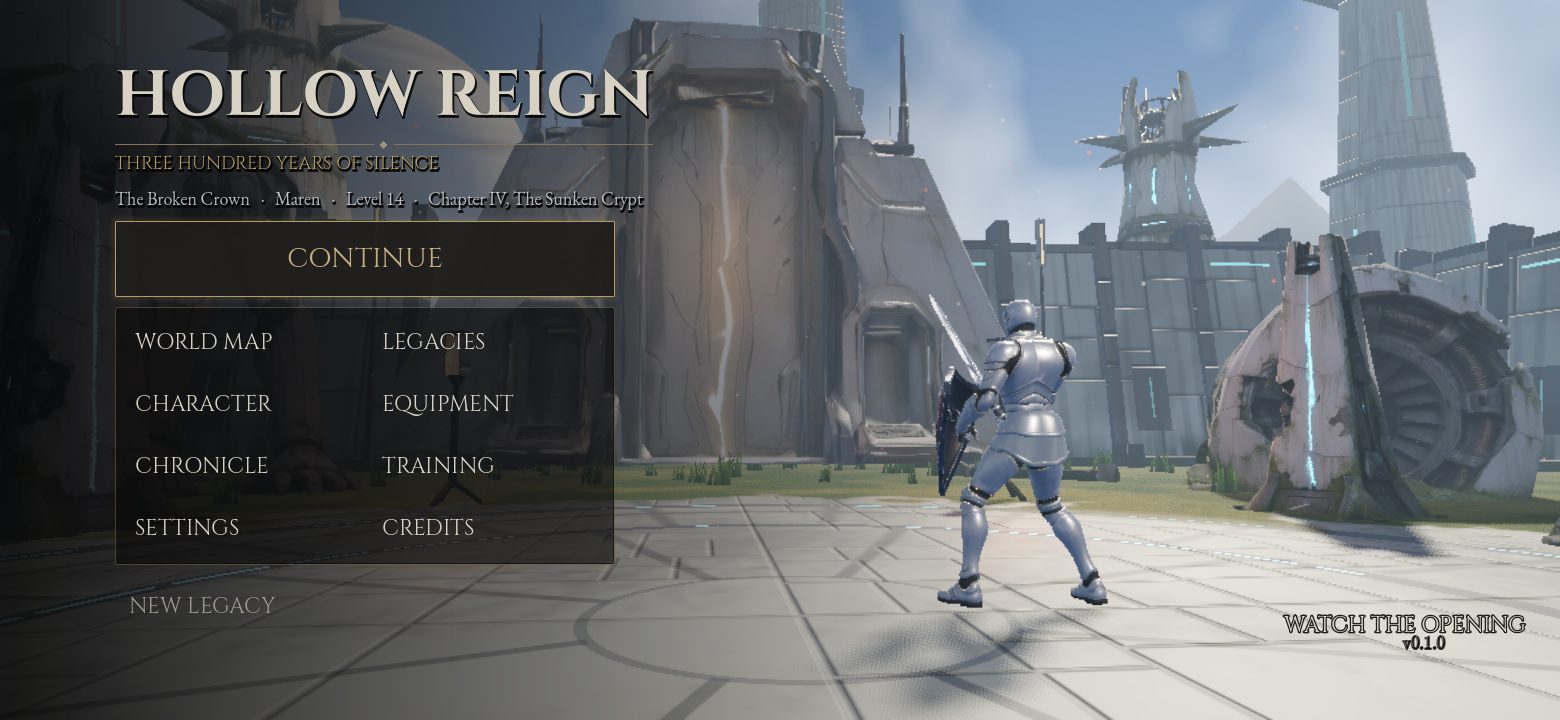 HOLLOW REIGN
THREE HUNDRED YEARS OF SILENCE
The Broken Crown · Maren · Level 14 · Chapter IV, The Sunken Crypt
CONTINUE
WORLD MAP
LEGACIES
CHARACTER
EQUIPMENT
CHRONICLE
TRAINING
SETTINGS
CREDITS
NEW LEGACY
WATCH THE OPENING
v0.1.0